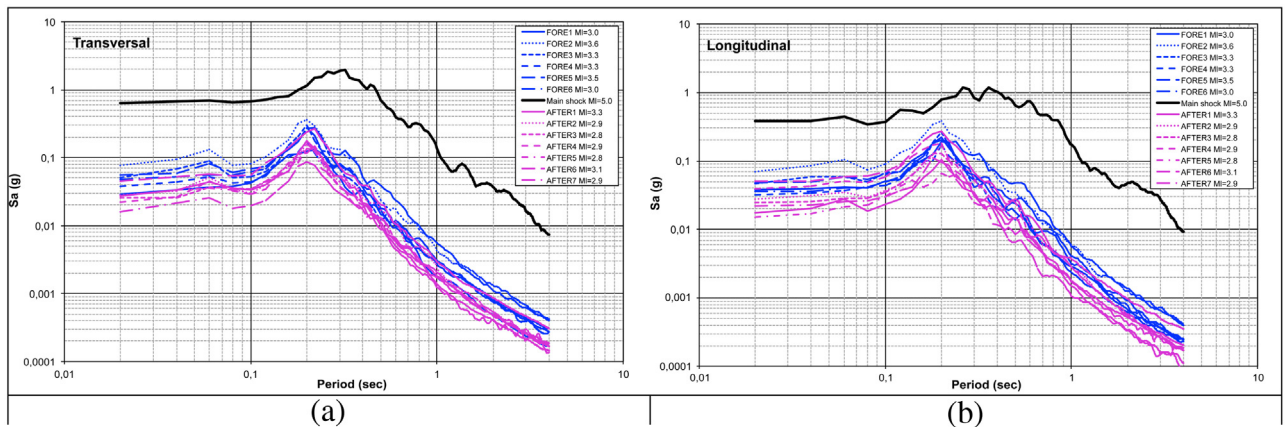 Transversal
Sa (g)
10
1
0,1
0,01
0,001
0,0001
0,01
0,1
1
10
Period (sec)
FORE1 Ml=3.0
FORE2 Ml=3.6
FORE3 Ml=3.3
FORE4 Ml=3.3
FORE5 Ml=3.5
FORE6 Ml=3.0
Main shock Ml=5.0
AFTER1 Ml=3.3
AFTER2 Ml=2.9
AFTER3 Ml=2.8
AFTER4 Ml=2.9
AFTER5 Ml=2.8
AFTER6 Ml=3.1
AFTER7 Ml=2.9
(a)
Longitudinal
Sa (g)
10
1
0,1
0,01
0,001
0,0001
0,01
0,1
1
10
Period (sec)
FORE1 Ml=3.0
FORE2 Ml=3.6
FORE3 Ml=3.3
FORE4 Ml=3.3
FORE5 Ml=3.5
FORE6 Ml=3.0
Main shock Ml=5.0
AFTER1 Ml=3.3
AFTER2 Ml=2.9
AFTER3 Ml=2.8
AFTER4 Ml=2.9
AFTER5 Ml=2.8
AFTER6 Ml=3.1
AFTER7 Ml=2.9
(b)